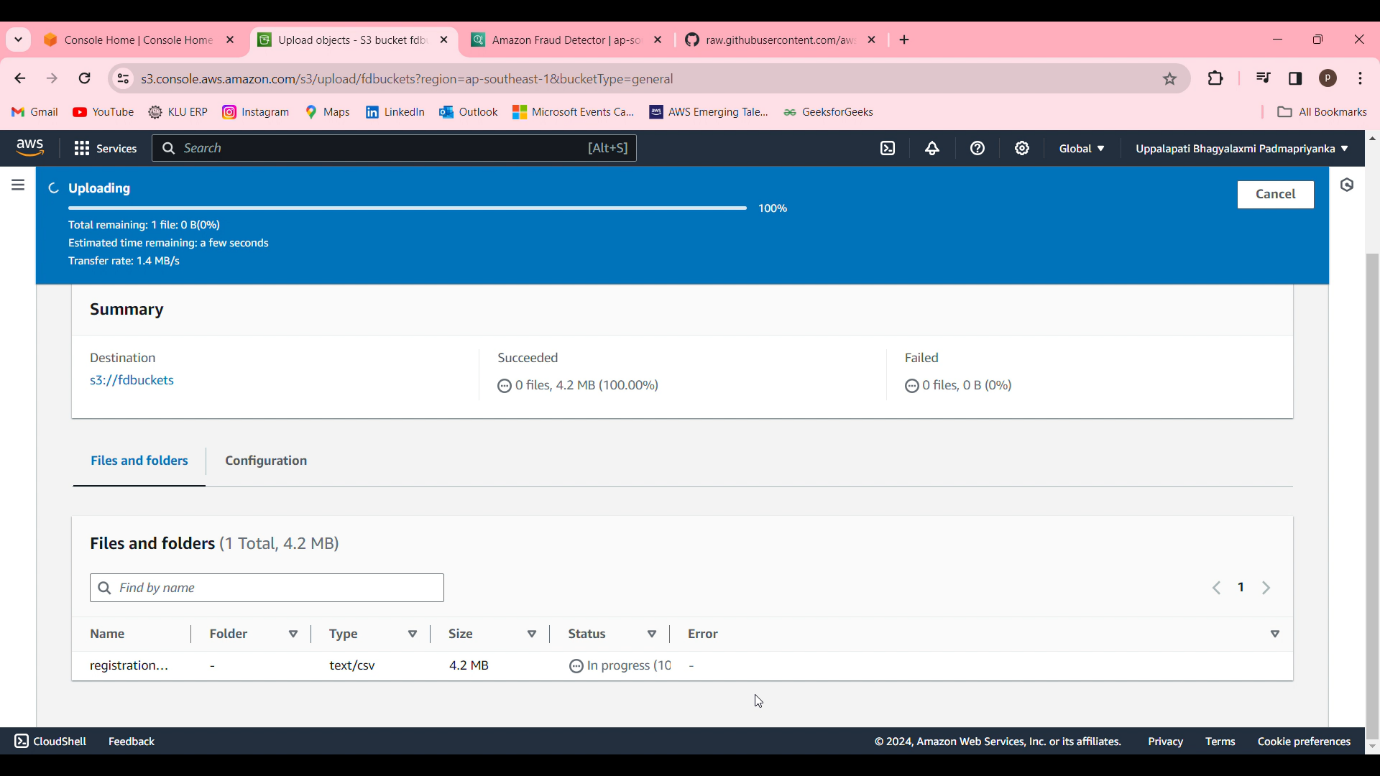 Console Home | Console Home
Upload objects - S3 bucket fdbu
Amazon Fraud Detector | ap-so
raw.githubusercontent.com/aws
s3.console.aws.amazon.com/s3/upload/fdbuckets?region=ap-southeast-1&bucketType=general
p
Gmail YouTube KLU ERP Instagram Maps LinkedIn Outlook Microsoft Events Ca... AWS Emerging Tale... GeeksforGeeks All Bookmarks
aws Services Search [Alt+S] Global Uppalapati Bhagyalaxmi Padmapriyanka
Uploading Cancel
100%
Total remaining: 1 file: 0 B(0%)
Estimated time remaining: a few seconds
Transfer rate: 1.4 MB/s
Summary
Destination Succeeded Failed
s3://fdbuckets 0 files, 4.2 MB (100.00%) 0 files, 0 B (0%)
Files and folders Configuration
Files and folders (1 Total, 4.2 MB)
Find by name 1
Name Folder Type Size Status Error
registration... - text/csv 4.2 MB In progress (10 -
CloudShell Feedback © 2024, Amazon Web Services, Inc. or its affiliates. Privacy Terms Cookie preferences